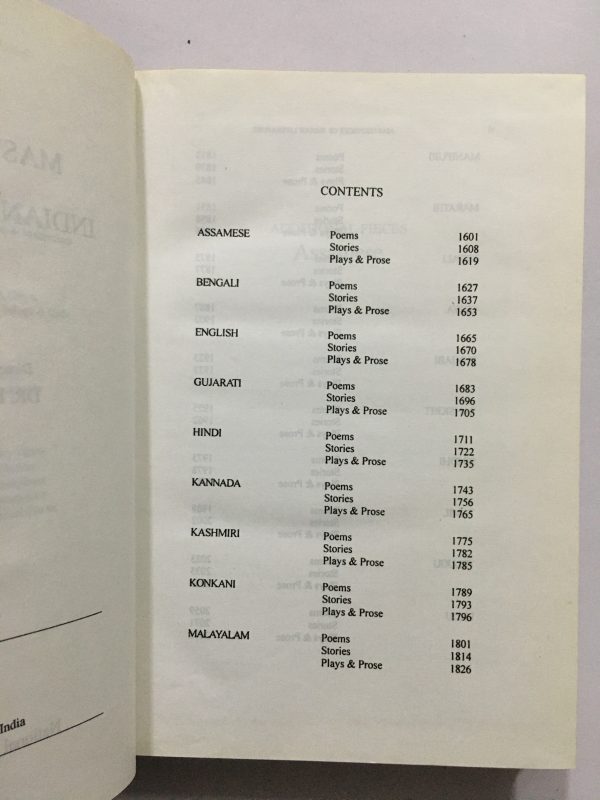 CONTENTS
ASSAMESE Poems 1601
Stories 1608
Plays & Prose 1619
BENGALI Poems 1627
Stories 1637
Plays & Prose 1653
ENGLISH Poems 1665
Stories 1670
Plays & Prose 1678
GUJARATI Poems 1683
Stories 1696
Plays & Prose 1705
HINDI Poems 1711
Stories 1722
Plays & Prose 1735
KANNADA Poems 1743
Stories 1756
Plays & Prose 1765
KASHMIRI Poems 1775
Stories 1782
Plays & Prose 1785
KONKANI Poems 1789
Stories 1793
Plays & Prose 1796
MALAYALAM Poems 1801
Stories 1814
Plays & Prose 1826
India